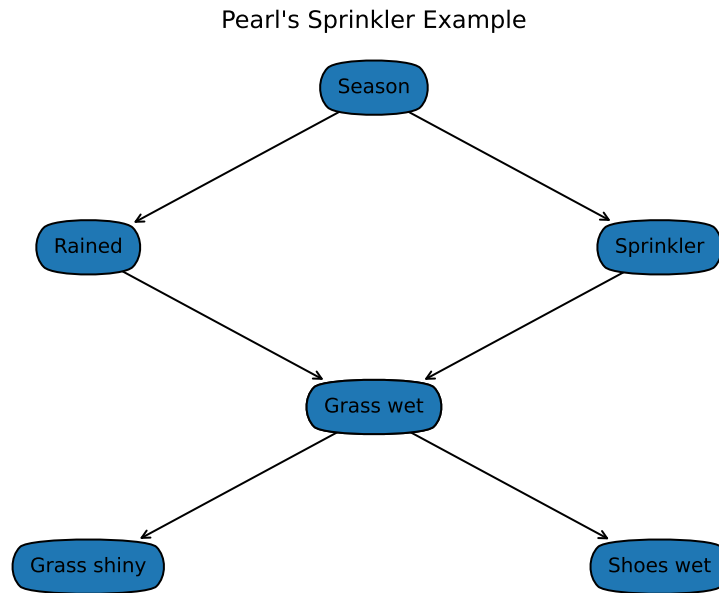 Pearl's Sprinkler Example
Season
Rained
Sprinkler
Grass wet
Grass shiny
Shoes wet